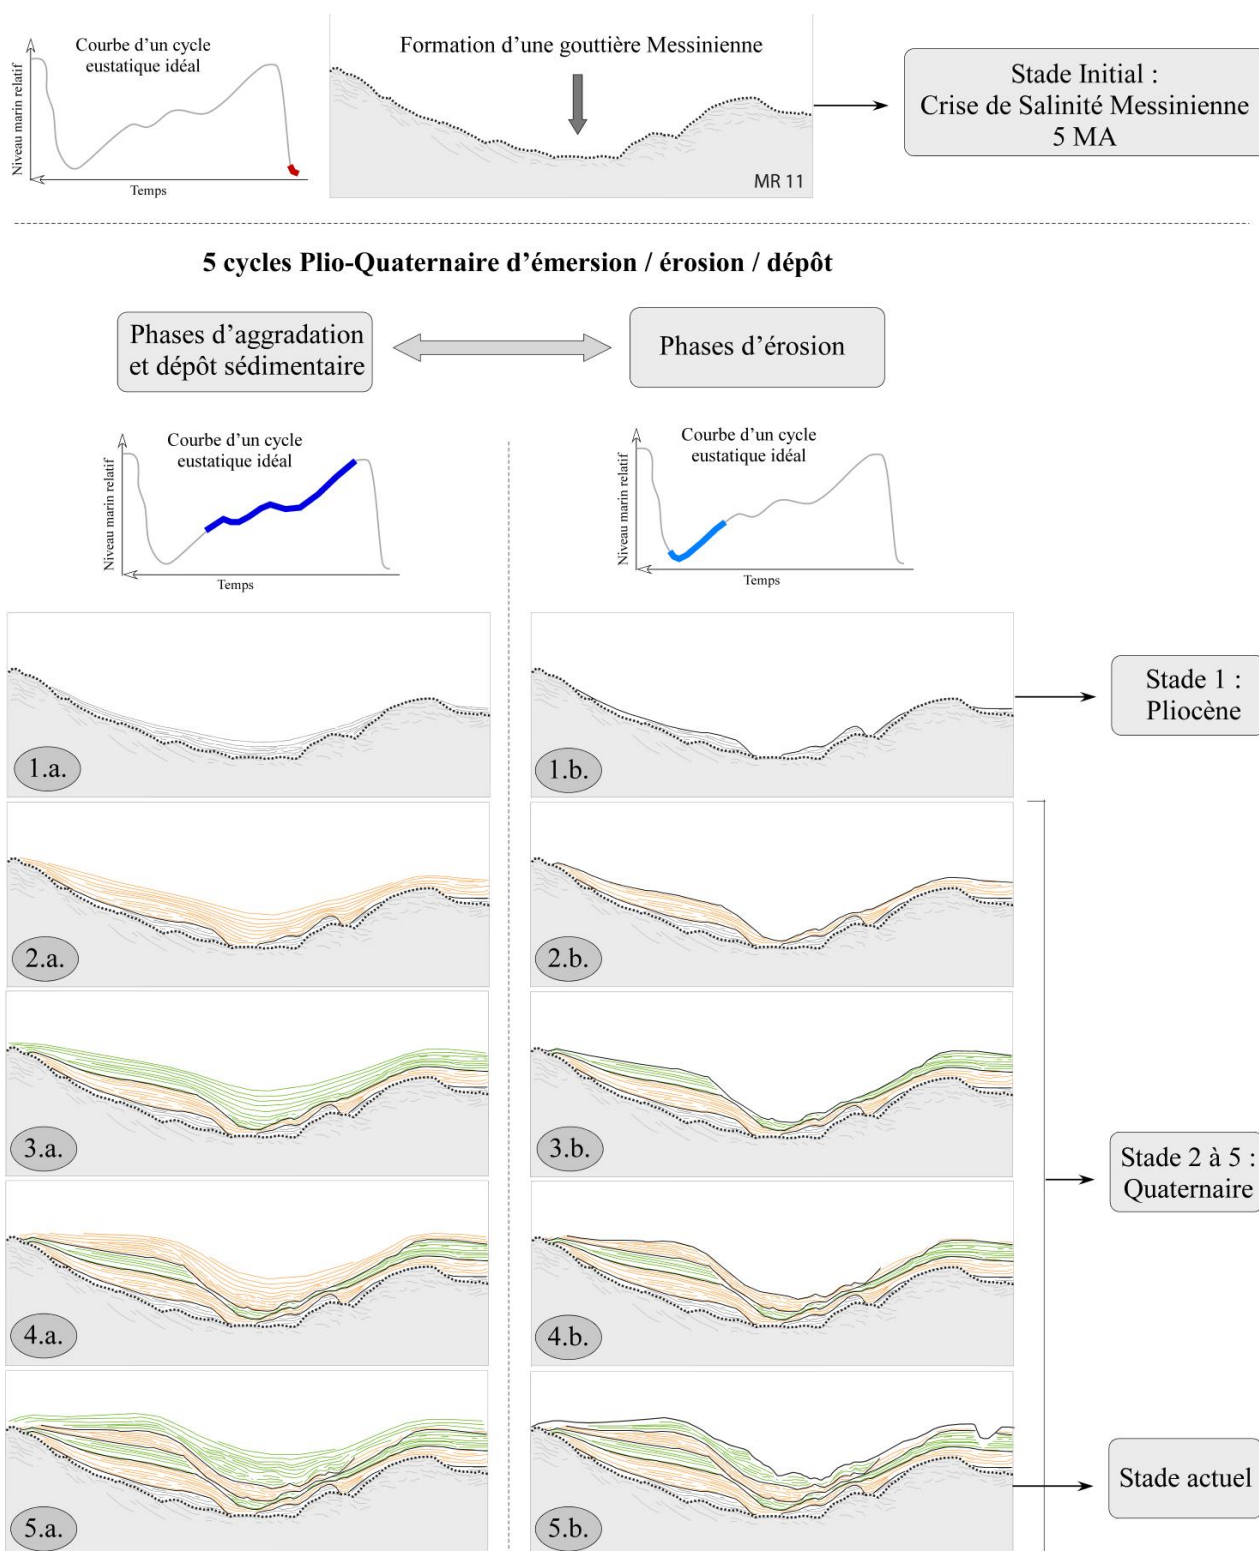 Courbe d'un cycle
eustatique idéal
Niveau marin relatif
Temps
Formation d'une gouttière Messinienne
MR 11
Stade Initial :
Crise de Salinité Messinienne
5 MA
5 cycles Plio-Quaternaire d'émersion / érosion / dépôt
Phases d'aggradation
et dépôt sédimentaire
Phases d'érosion
Courbe d'un cycle
eustatique idéal
Niveau marin relatif
Temps
Courbe d'un cycle
eustatique idéal
Niveau marin relatif
Temps
1.a.
1.b.
Stade 1 :
Pliocène
2.a.
2.b.
3.a.
3.b.
Stade 2 à 5 :
Quaternaire
4.a.
4.b.
5.a.
5.b.
Stade actuel